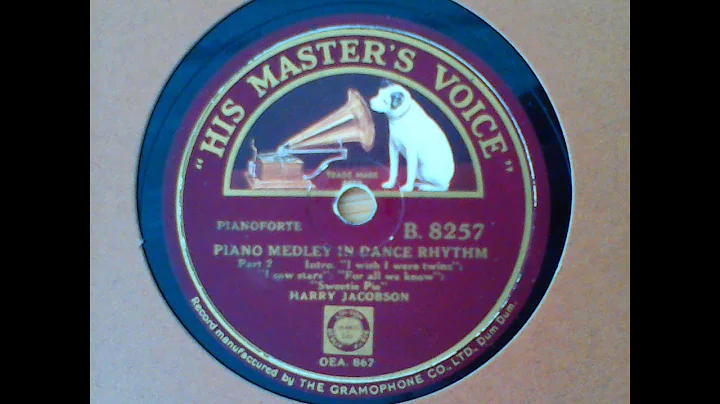 "HIS MASTER'S VOICE"
TRADE MARK
PIANOFORTE
B. 8257
PIANO MEDLEY IN DANCE RHYTHM
Part 2 Intro. "I wish I were twins";
"I saw stars"; "For all we know";
"Sweetie Pie"
HARRY JACOBSON
OEA. 867
Record manufactured by THE GRAMOPHONE CO., LTD., Dum Dum.